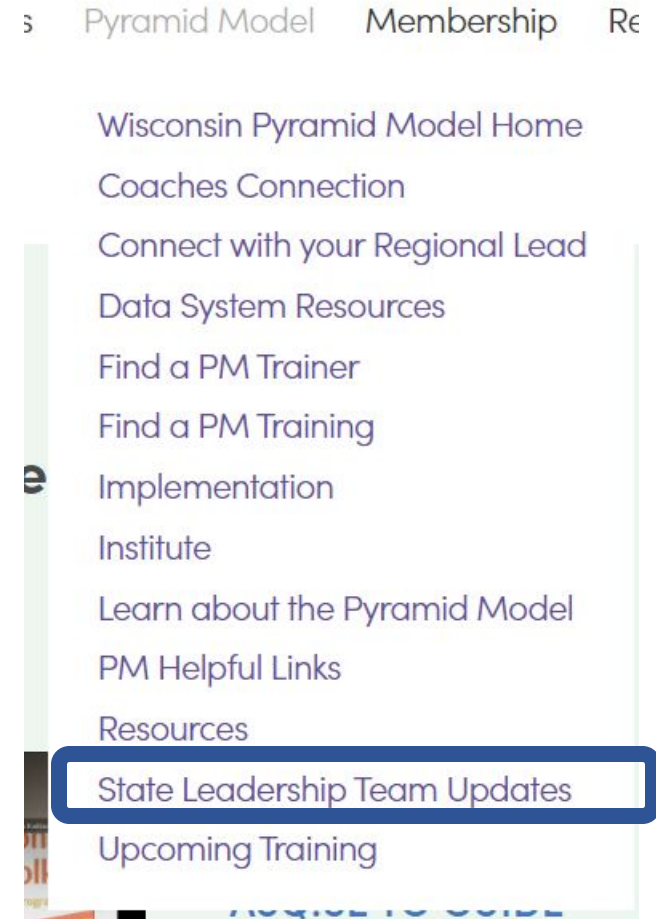 Pyramid Model Membership
Wisconsin Pyramid Model Home
Coaches Connection
Connect with your Regional Lead
Data System Resources
Find a PM Trainer
Find a PM Training
Implementation
Institute
Learn about the Pyramid Model
PM Helpful Links
Resources
State Leadership Team Updates
Upcoming Training